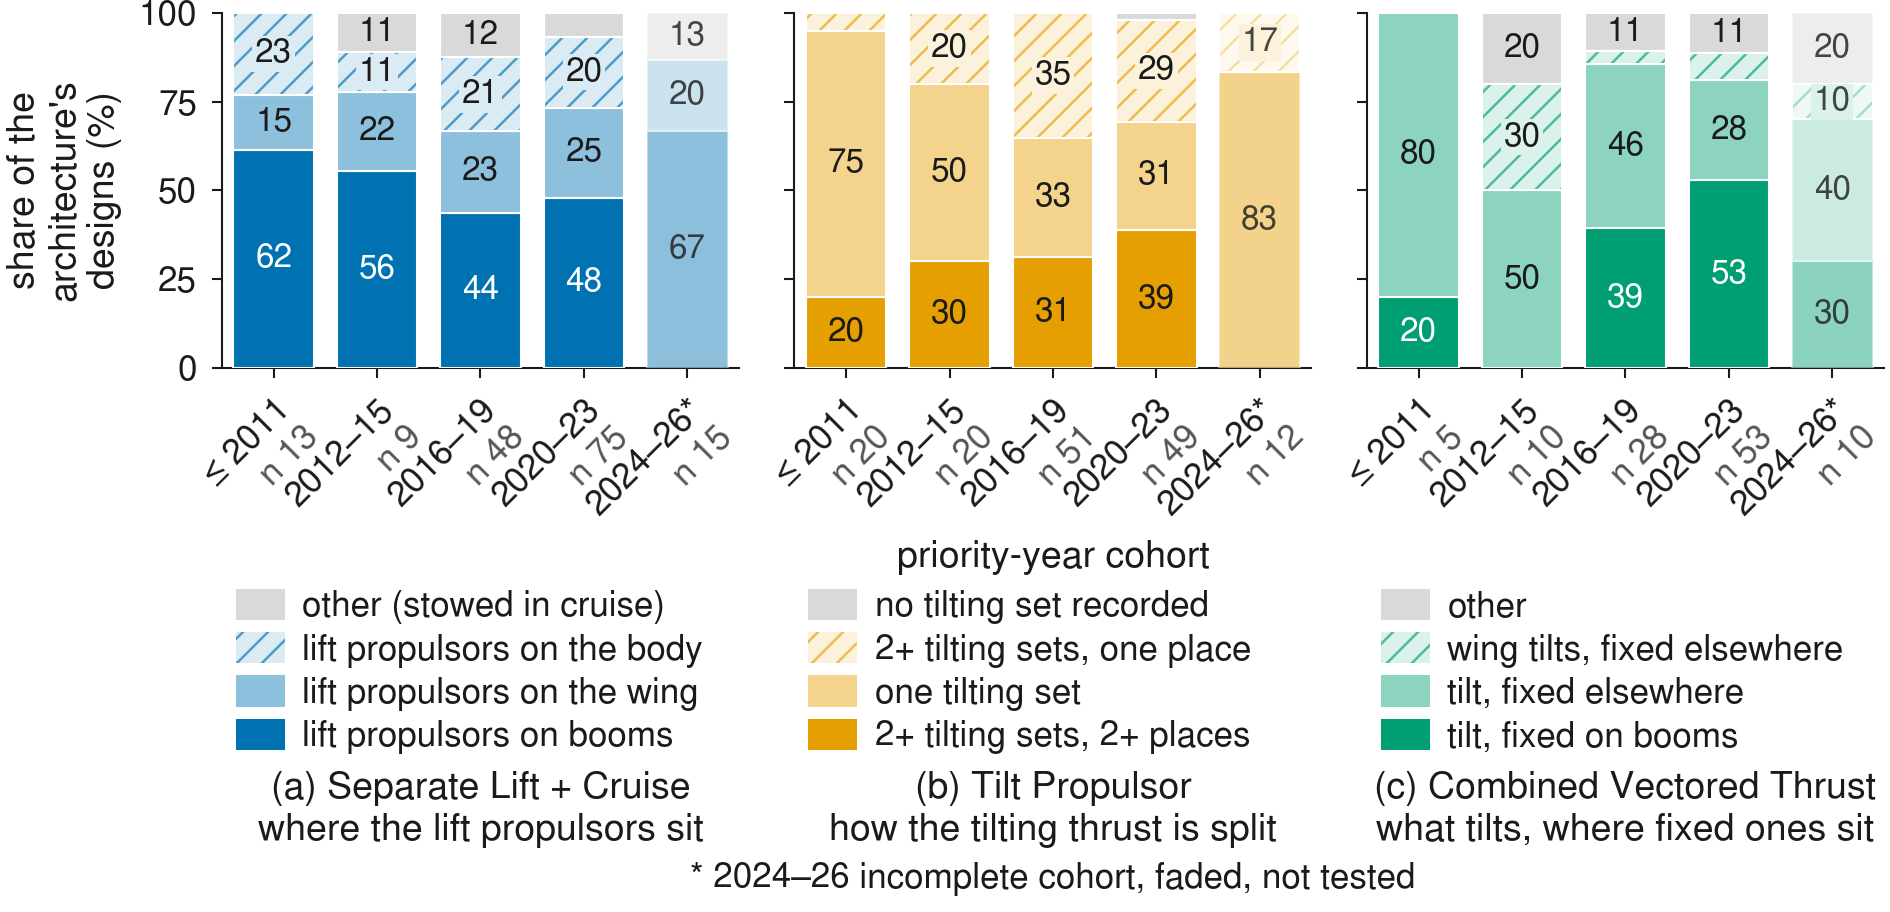 share of the
architecture's
designs (%)
100
75
50
25
0
23
15
62
11
11
22
56
12
21
23
44
20
25
48
13
20
67
≤ 2011
n 13
2012–15
n 9
2016–19
n 48
2020–23
n 75
2024–26*
n 15
75
20
20
50
30
35
33
31
29
31
39
17
83
≤ 2011
n 20
2012–15
n 20
2016–19
n 51
2020–23
n 49
2024–26*
n 12
80
20
20
30
50
11
46
39
11
28
53
20
10
40
30
≤ 2011
n 5
2012–15
n 10
2016–19
n 28
2020–23
n 53
2024–26*
n 10
priority-year cohort
other (stowed in cruise)
lift propulsors on the body
lift propulsors on the wing
lift propulsors on booms
no tilting set recorded
2+ tilting sets, one place
one tilting set
2+ tilting sets, 2+ places
other
wing tilts, fixed elsewhere
tilt, fixed elsewhere
tilt, fixed on booms
(a) Separate Lift + Cruise
where the lift propulsors sit
(b) Tilt Propulsor
how the tilting thrust is split
(c) Combined Vectored Thrust
what tilts, where fixed ones sit
* 2024–26 incomplete cohort, faded, not tested